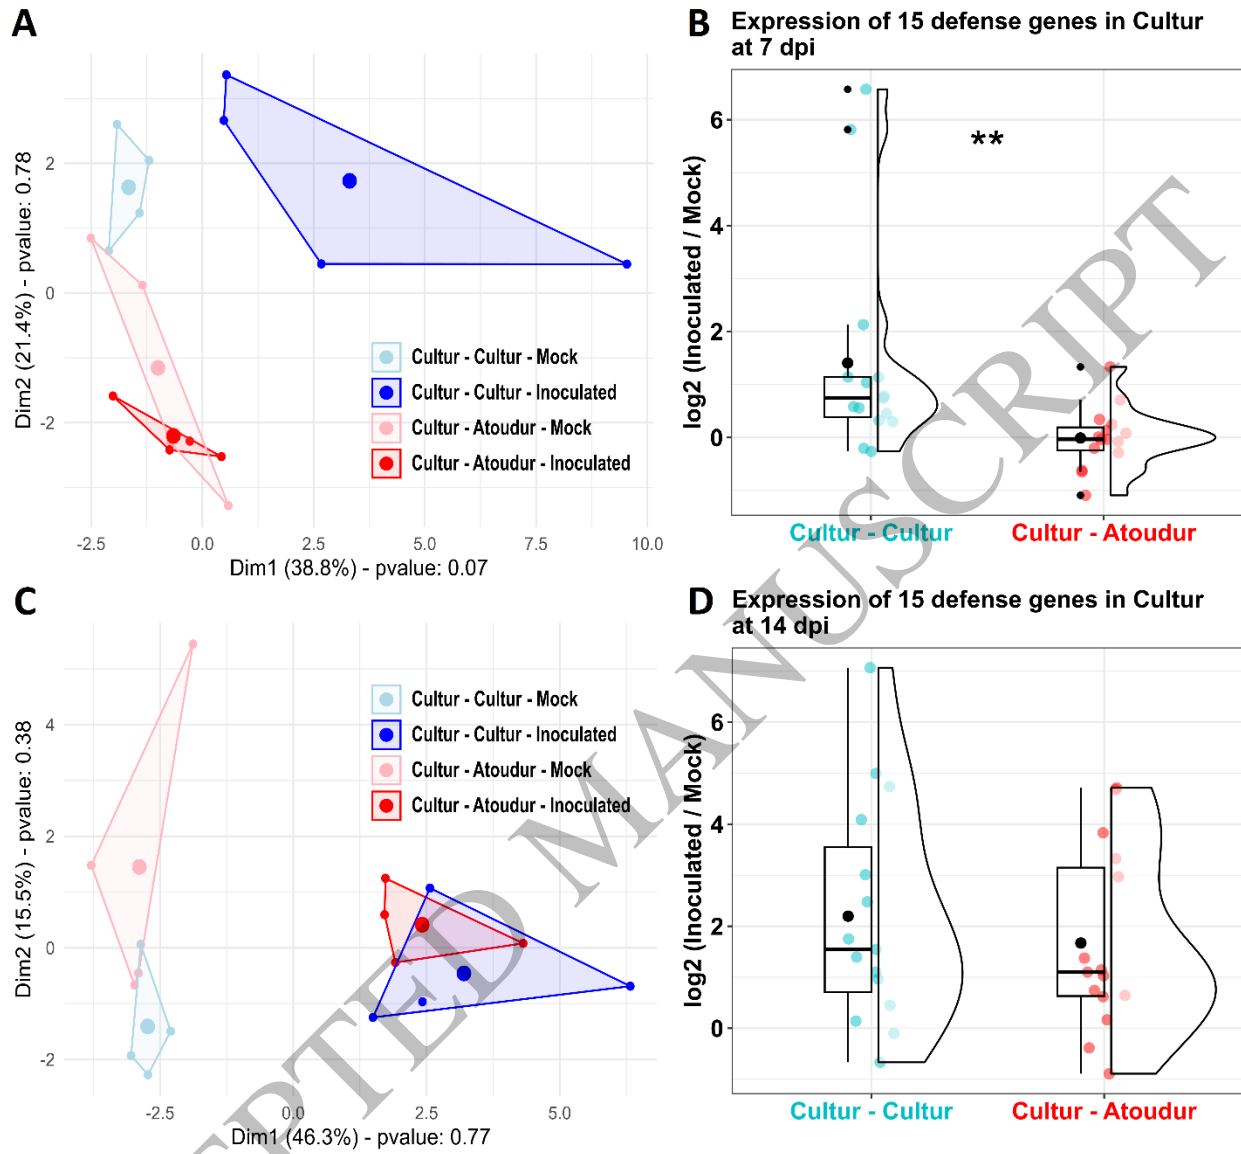 A
Dim2 (21.4%) - pvalue: 0.78
2
0
-2
Cultur - Cultur - Mock
Cultur - Cultur - Inoculated
Cultur - Atoudur - Mock
Cultur - Atoudur - Inoculated
-2.5 0.0 2.5 5.0 7.5 10.0
Dim1 (38.8%) - pvalue: 0.07
B Expression of 15 defense genes in Cultur
at 7 dpi
log2 (Inoculated / Mock)
6
4
2
0
**
Cultur - Cultur Cultur - Atoudur
C
Dim2 (15.5%) - pvalue: 0.38
4
2
0
-2
Cultur - Cultur - Mock
Cultur - Cultur - Inoculated
Cultur - Atoudur - Mock
Cultur - Atoudur - Inoculated
-2.5 0.0 2.5 5.0
Dim1 (46.3%) - pvalue: 0.77
D Expression of 15 defense genes in Cultur
at 14 dpi
log2 (Inoculated / Mock)
6
4
2
0
Cultur - Cultur Cultur - Atoudur
PTED MANUSCRIPT